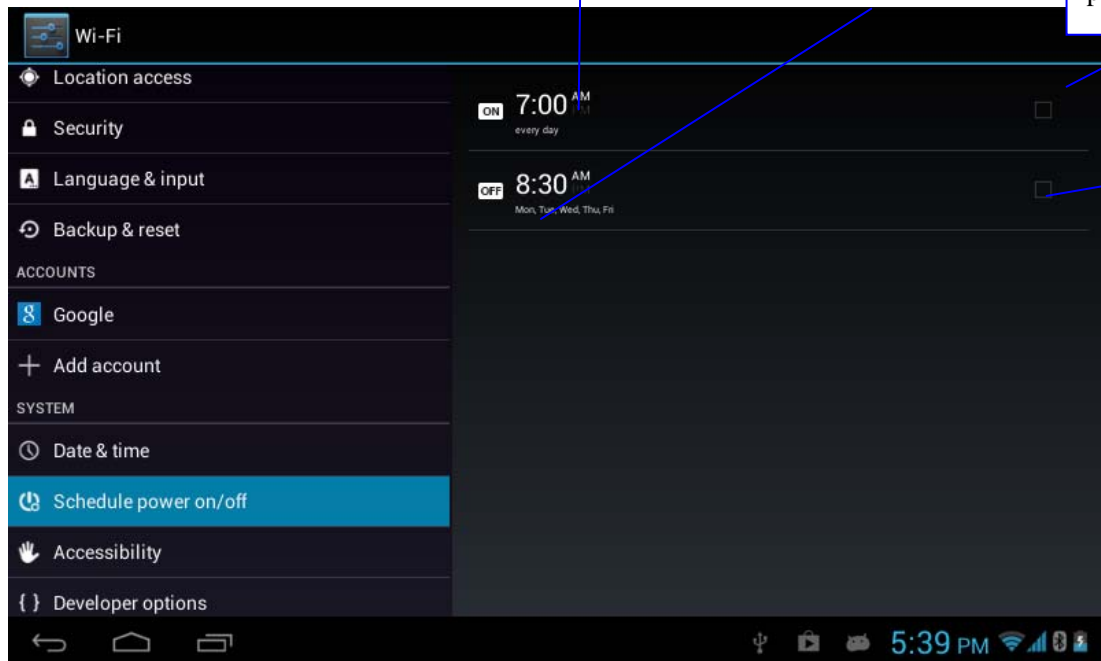 Wi-Fi
Location access
Security
Language & input
Backup & reset
ACCOUNTS
Google
Add account
SYSTEM
Date & time
Schedule power on/off
Accessibility
{ } Developer options
ON 7:00 AM PM
every day
OFF 8:30 AM PM
Mon, Tue, Wed, Thu, Fri
5:39 PM